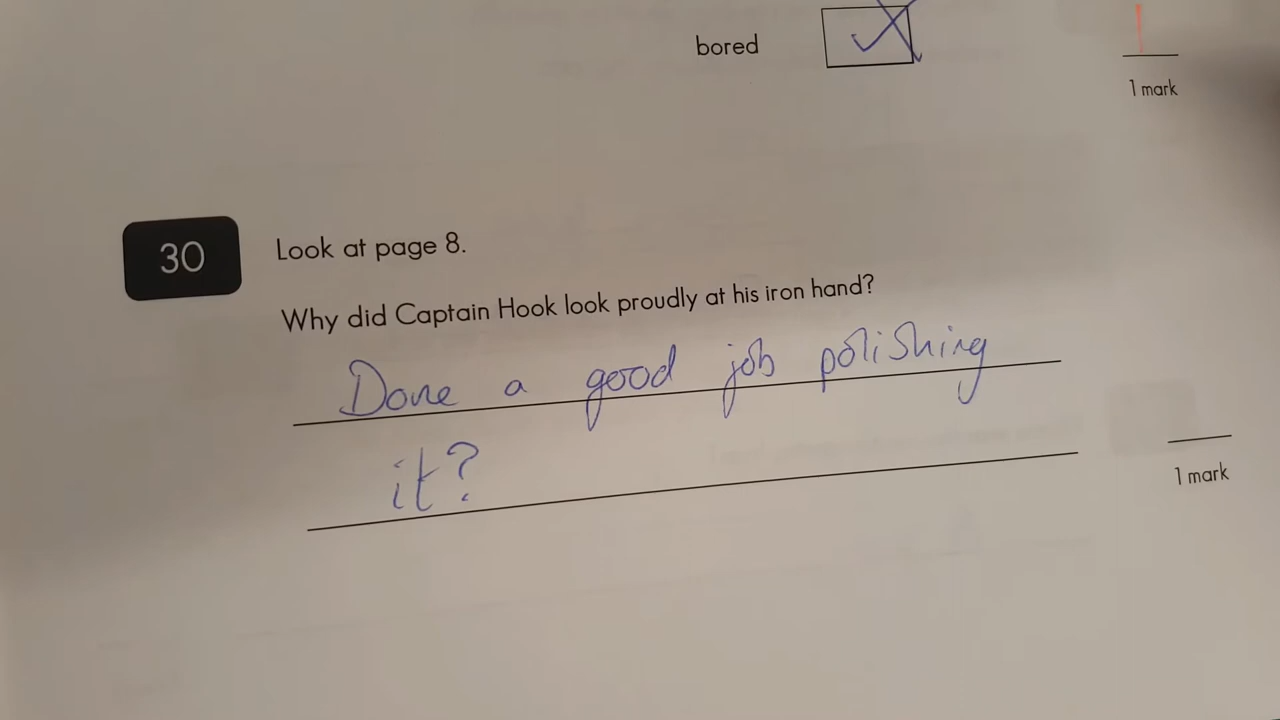 bored
1 mark
30
Look at page 8.
Why did Captain Hook look proudly at his iron hand?
Done a good job polishing
it?
1 mark